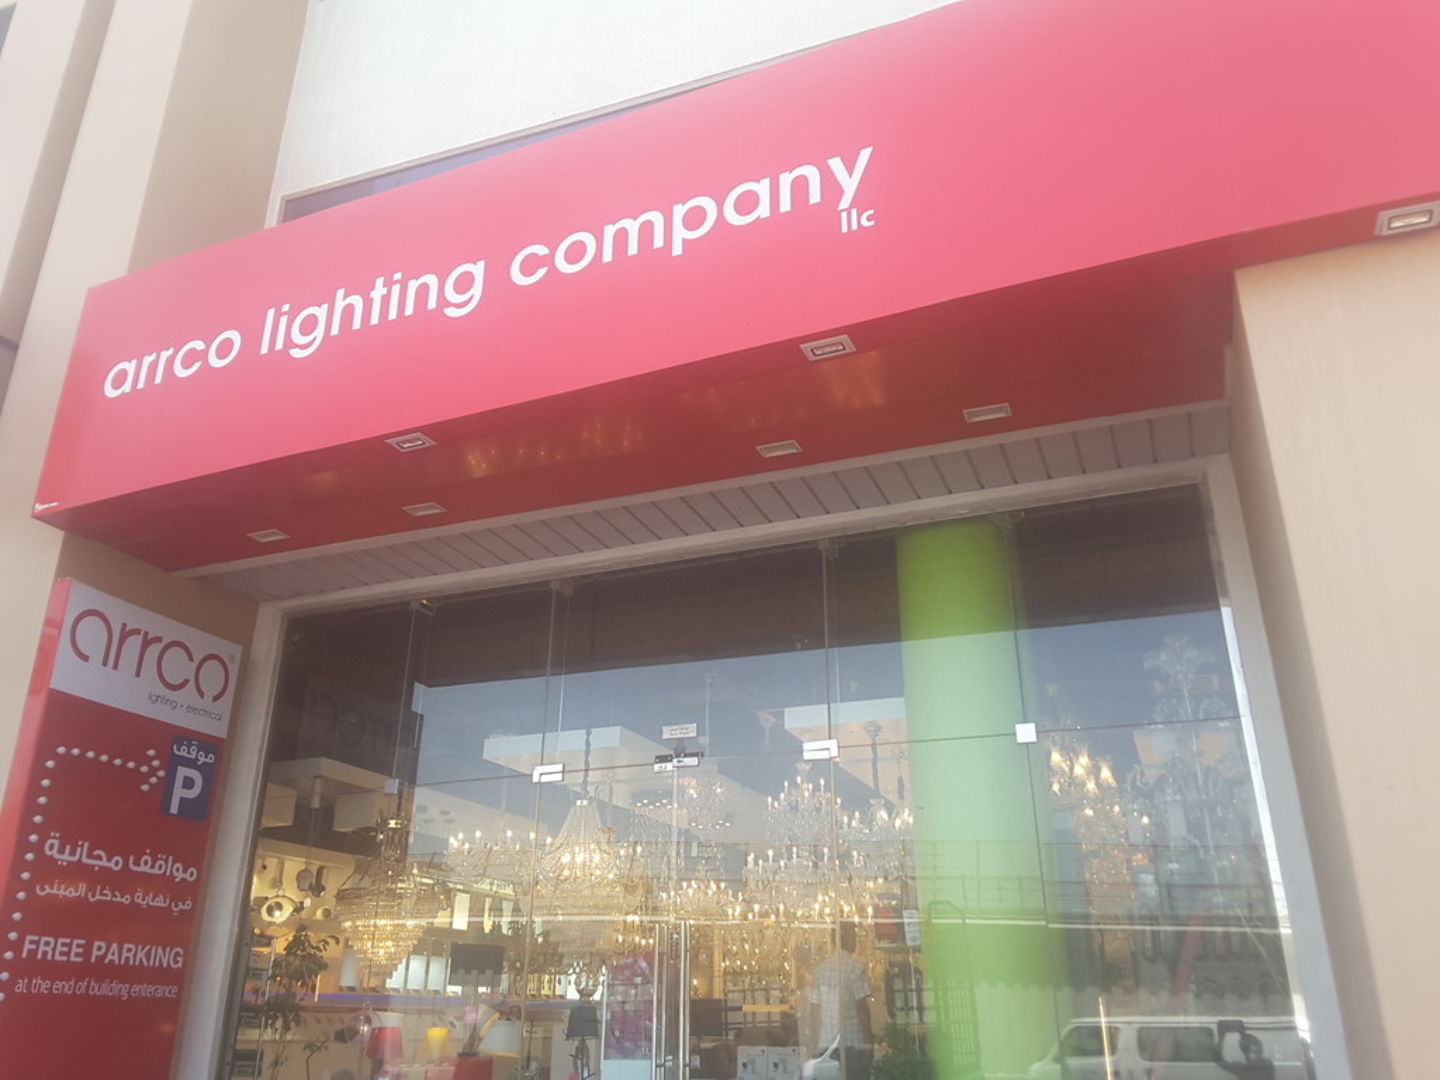 arrco lighting company
llc
arrco®
lighting + electrical
موقف
P
مواقف مجانية
في نهاية مدخل المبنى
FREE PARKING
at the end of building enterance